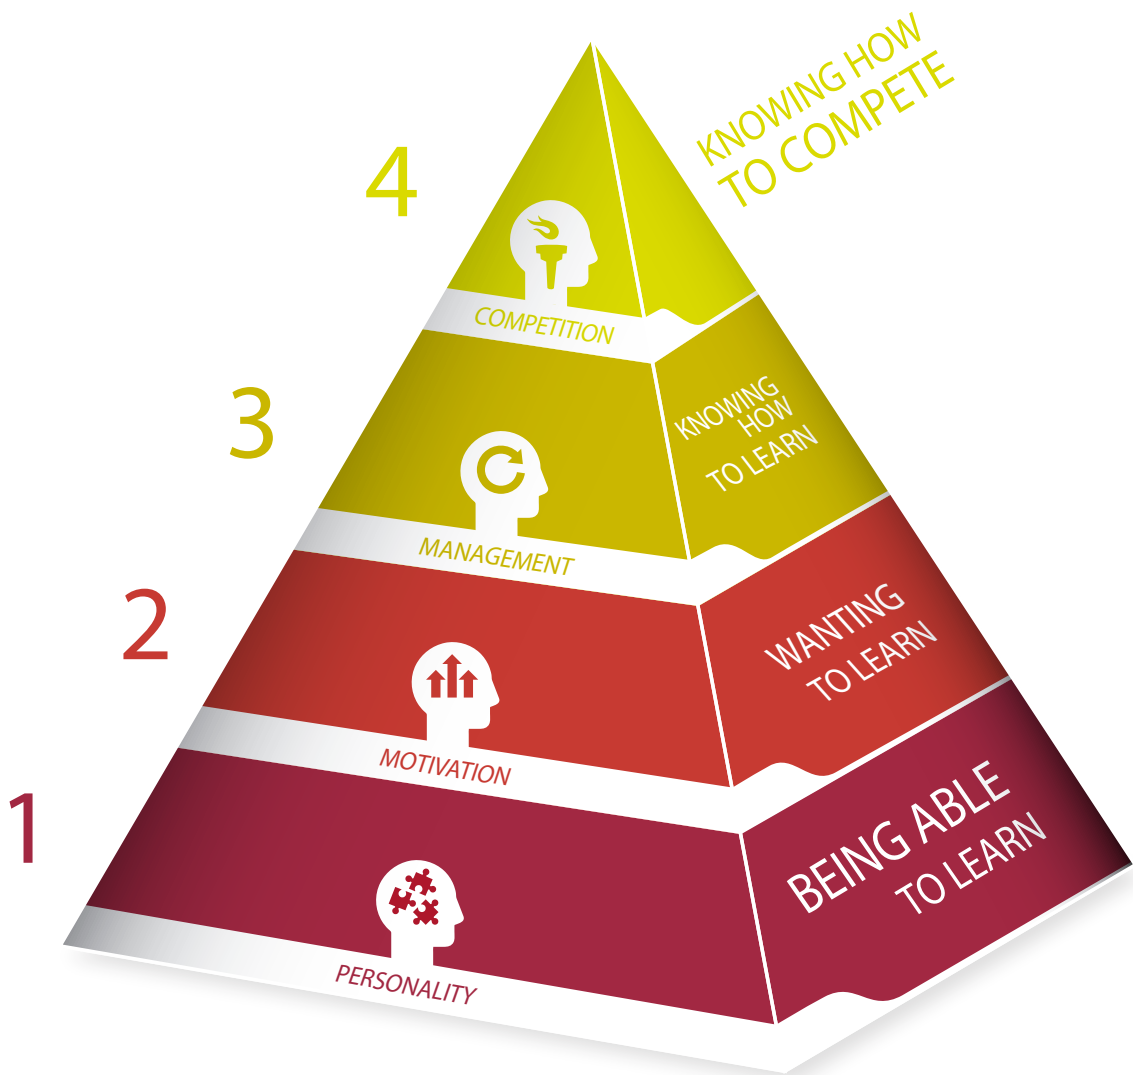 KNOWING HOW
TO COMPETE
4
COMPETITION
3
KNOWING
HOW
TO LEARN
MANAGEMENT
2
WANTING
TO LEARN
MOTIVATION
1
BEING ABLE
TO LEARN
PERSONALITY